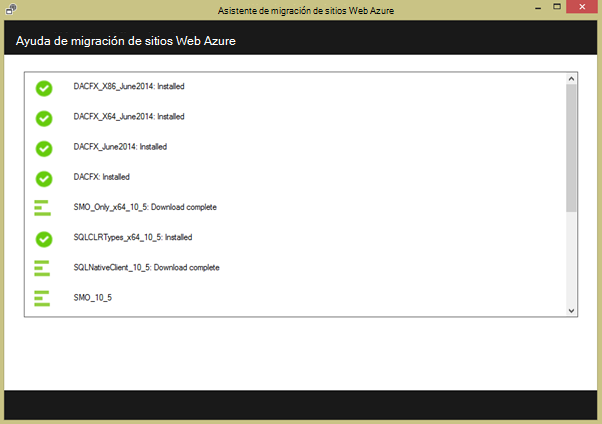 Asistente de migración de sitios Web Azure
Ayuda de migración de sitios Web Azure
DACFX_X86_June2014: Installed
DACFX_X64_June2014: Installed
DACFX_June2014: Installed
DACFX: Installed
SMO_Only_x64_10_5: Download complete
SQLCLRTypes_x64_10_5: Installed
SQLNativeClient_10_5: Download complete
SMO_10_5